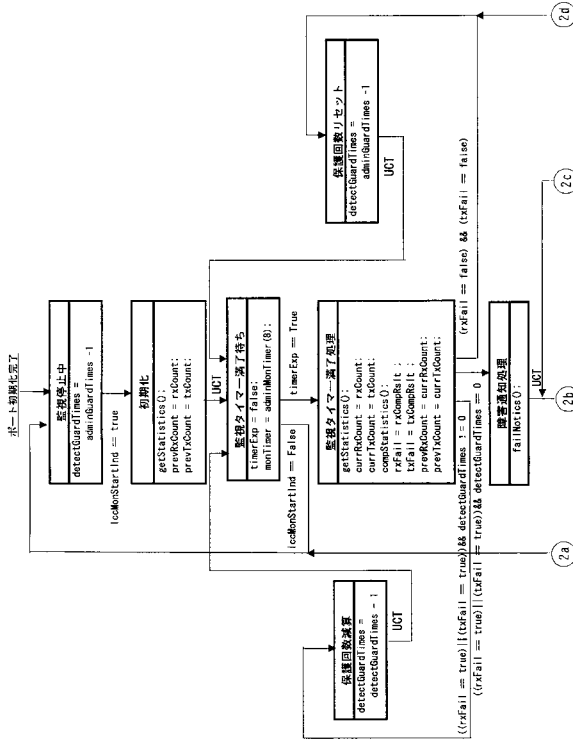 ポート初期化完了
監視停止中
detectGuardTimes =
adminGuardTimes -1
iccMonStartInd == true
初期化
getStatistics();
prevRxCount = rxCount;
prevTxCount = txCount;
UCT
監視タイマー満了待ち
timerExp = false;
monTimer = adminMonTimer(8);
iccMonStartInd == False
timerExp == True
監視タイマー満了処理
getStatistics();
currRxCount = rxCount;
currTxCount = txCount;
compStatistics();
rxFail = rxCompRslt ;
txFail = txCompRslt ;
prevRxCount = currRxCount;
prevTxCount = currTxCount;
保護回数減算
detectGuardTimes =
detectGuardTimes - 1
UCT
保護回数リセット
detectGuardTimes =
adminGuardTimes -1
UCT
(rxFail == false) && (txFail == false)
((rxFail == true)||(txFail == true))&& detectGuardTimes != 0
((rxFail == true)||(txFail == true))&& detectGuardTimes == 0
障害通知処理
failNotics();
UCT
2a
2b
2c
2d